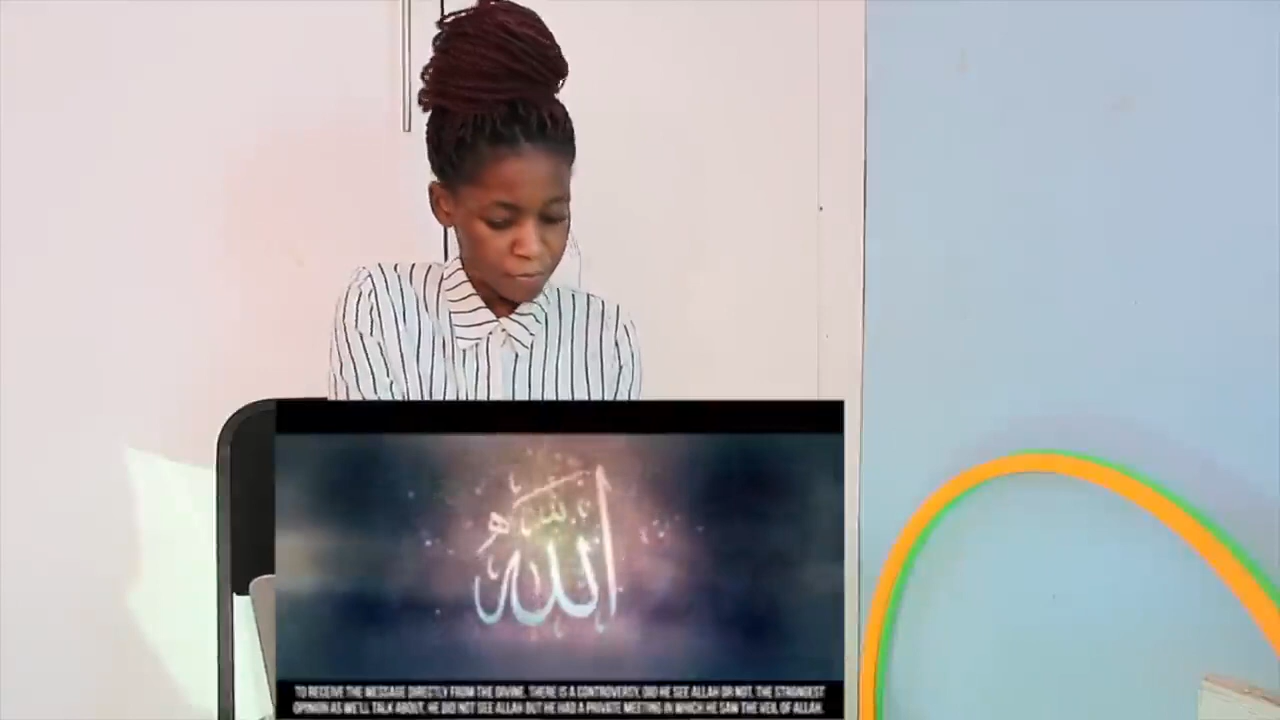 الله
TO RECEIVE THE MESSAGE DIRECTLY FROM THE DIVINE. THERE IS A CONTROVERSY, DID HE SEE ALLAH OR NOT, THE STRONGEST
OPINION AS WE'LL TALK ABOUT, HE DID NOT SEE ALLAH BUT HE HAD A PRIVATE MEETING IN WHICH HE SAW THE VEIL OF ALLAH.